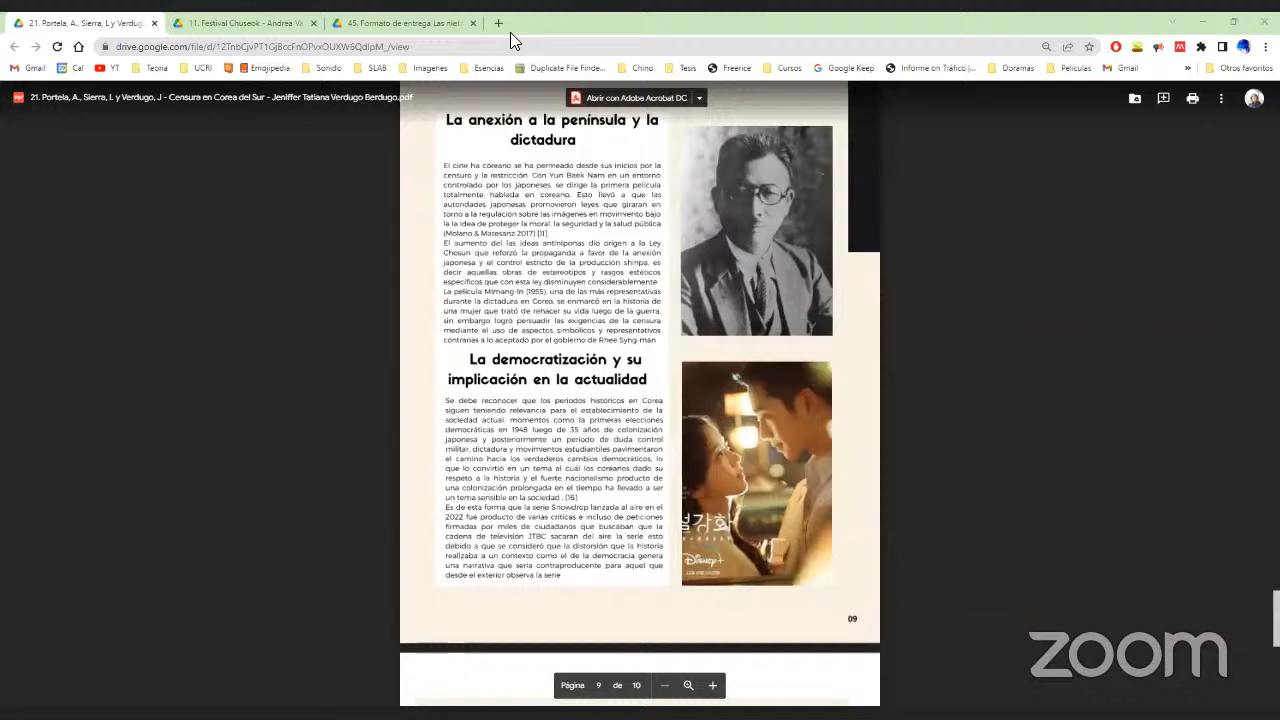 21. Portela, A., Sierra, L y Verdug
11. Festival Chuseok - Andrea Va
45. Formato de entrega Las niet
drive.google.com/file/d/12TnbCjvPT1GjBccFnOPvxOUXW6QdlpM_/view
Gmail
Cal
YT
Teoria
UCRI
Emojipedia
Sonido
SLAB
Imagenes
Esencias
Duplicate File Finde...
Chino
Tesis
Freerice
Cursos
Google Keep
Informe on Tráfico j...
Doramas
Peliculas
Gmail
»
Otros favoritos
21. Portela, A., Sierra, L y Verdugo, J - Censura en Corea del Sur - Jeniffer Tatiana Verdugo Berdugo.pdf
Abrir con Adobe Acrobat DC
La anexión a la península y la
dictadura
El cine ha coreano se ha permeado desde sus inicios por la
censuro y la restricción. Con Yun Baek Nam en un entorno
controlado por los japoneses, se dirige la primera película
totalmente hablada en coreano. Esto llevó a que las
autoridades japonesas promovieron leyes que giraran en
torno a la regulación sobre las imágenes en movimiento bajo
la la idea de proteger la moral, la seguridad y la salud pública
(Molano & Matesanz 2017) [11]
El aumento del las ideas antiniponas dio origen a la Ley
Chosun que reforzó la propaganda a favor de la anexión
japonesa y el control estricto de la producción shinpa, es
decir aquellas obras de estereotipos y rasgos estéticos
específicos que con esta ley disminuyen considerablemente.
La película Mimang-In (1955), una de las más representativas
durante la dictadura en Corea, se enmarcó en la historia de
una mujer que trató de rehacer su vida luego de la guerra,
sin embargo logró persuadir las exigencias de la censura
mediante el uso de aspectos simbólicos y representativos
contrarias a lo aceptado por el gobierno de Rhee Syng-man
La democratización y su
implicación en la actualidad
Se debe reconocer que los periodos históricos en Corea
siguen teniendo relevancia para el establecimiento de la
sociedad actual, momentos como la primeras elecciones
democráticas en 1948 luego de 35 años de colonización
japonesa y posteriormente un periodo de duda control
militar, dictadura y movimientos estudiantiles pavimentaron
el camino hacia los verdaderos cambios democráticos, lo
que lo convirtió en un tema al cuál los coreanos dado su
respeto a la historia y el fuerte nacionalismo producto de
una colonización prolongada en el tiempo ha llevado a ser
un tema sensible en la sociedad . [16]
Es de esta forma que la serie Snowdrop lanzada al aire en el
2022 fue producto de varias críticas e incluso de peticiones
firmadas por miles de ciudadanos que buscaban que la
cadena de televisión JTBC sacaran del aire la serie esto
debido a que se consideró que la distorsión que la historia
realizaba a un contexto como el de la democracia genera
una narrativa que seria contraproducente para aquel que
desde el exterior observa la serie
설강화
Disney+
09
Página 9 de 10
zoom